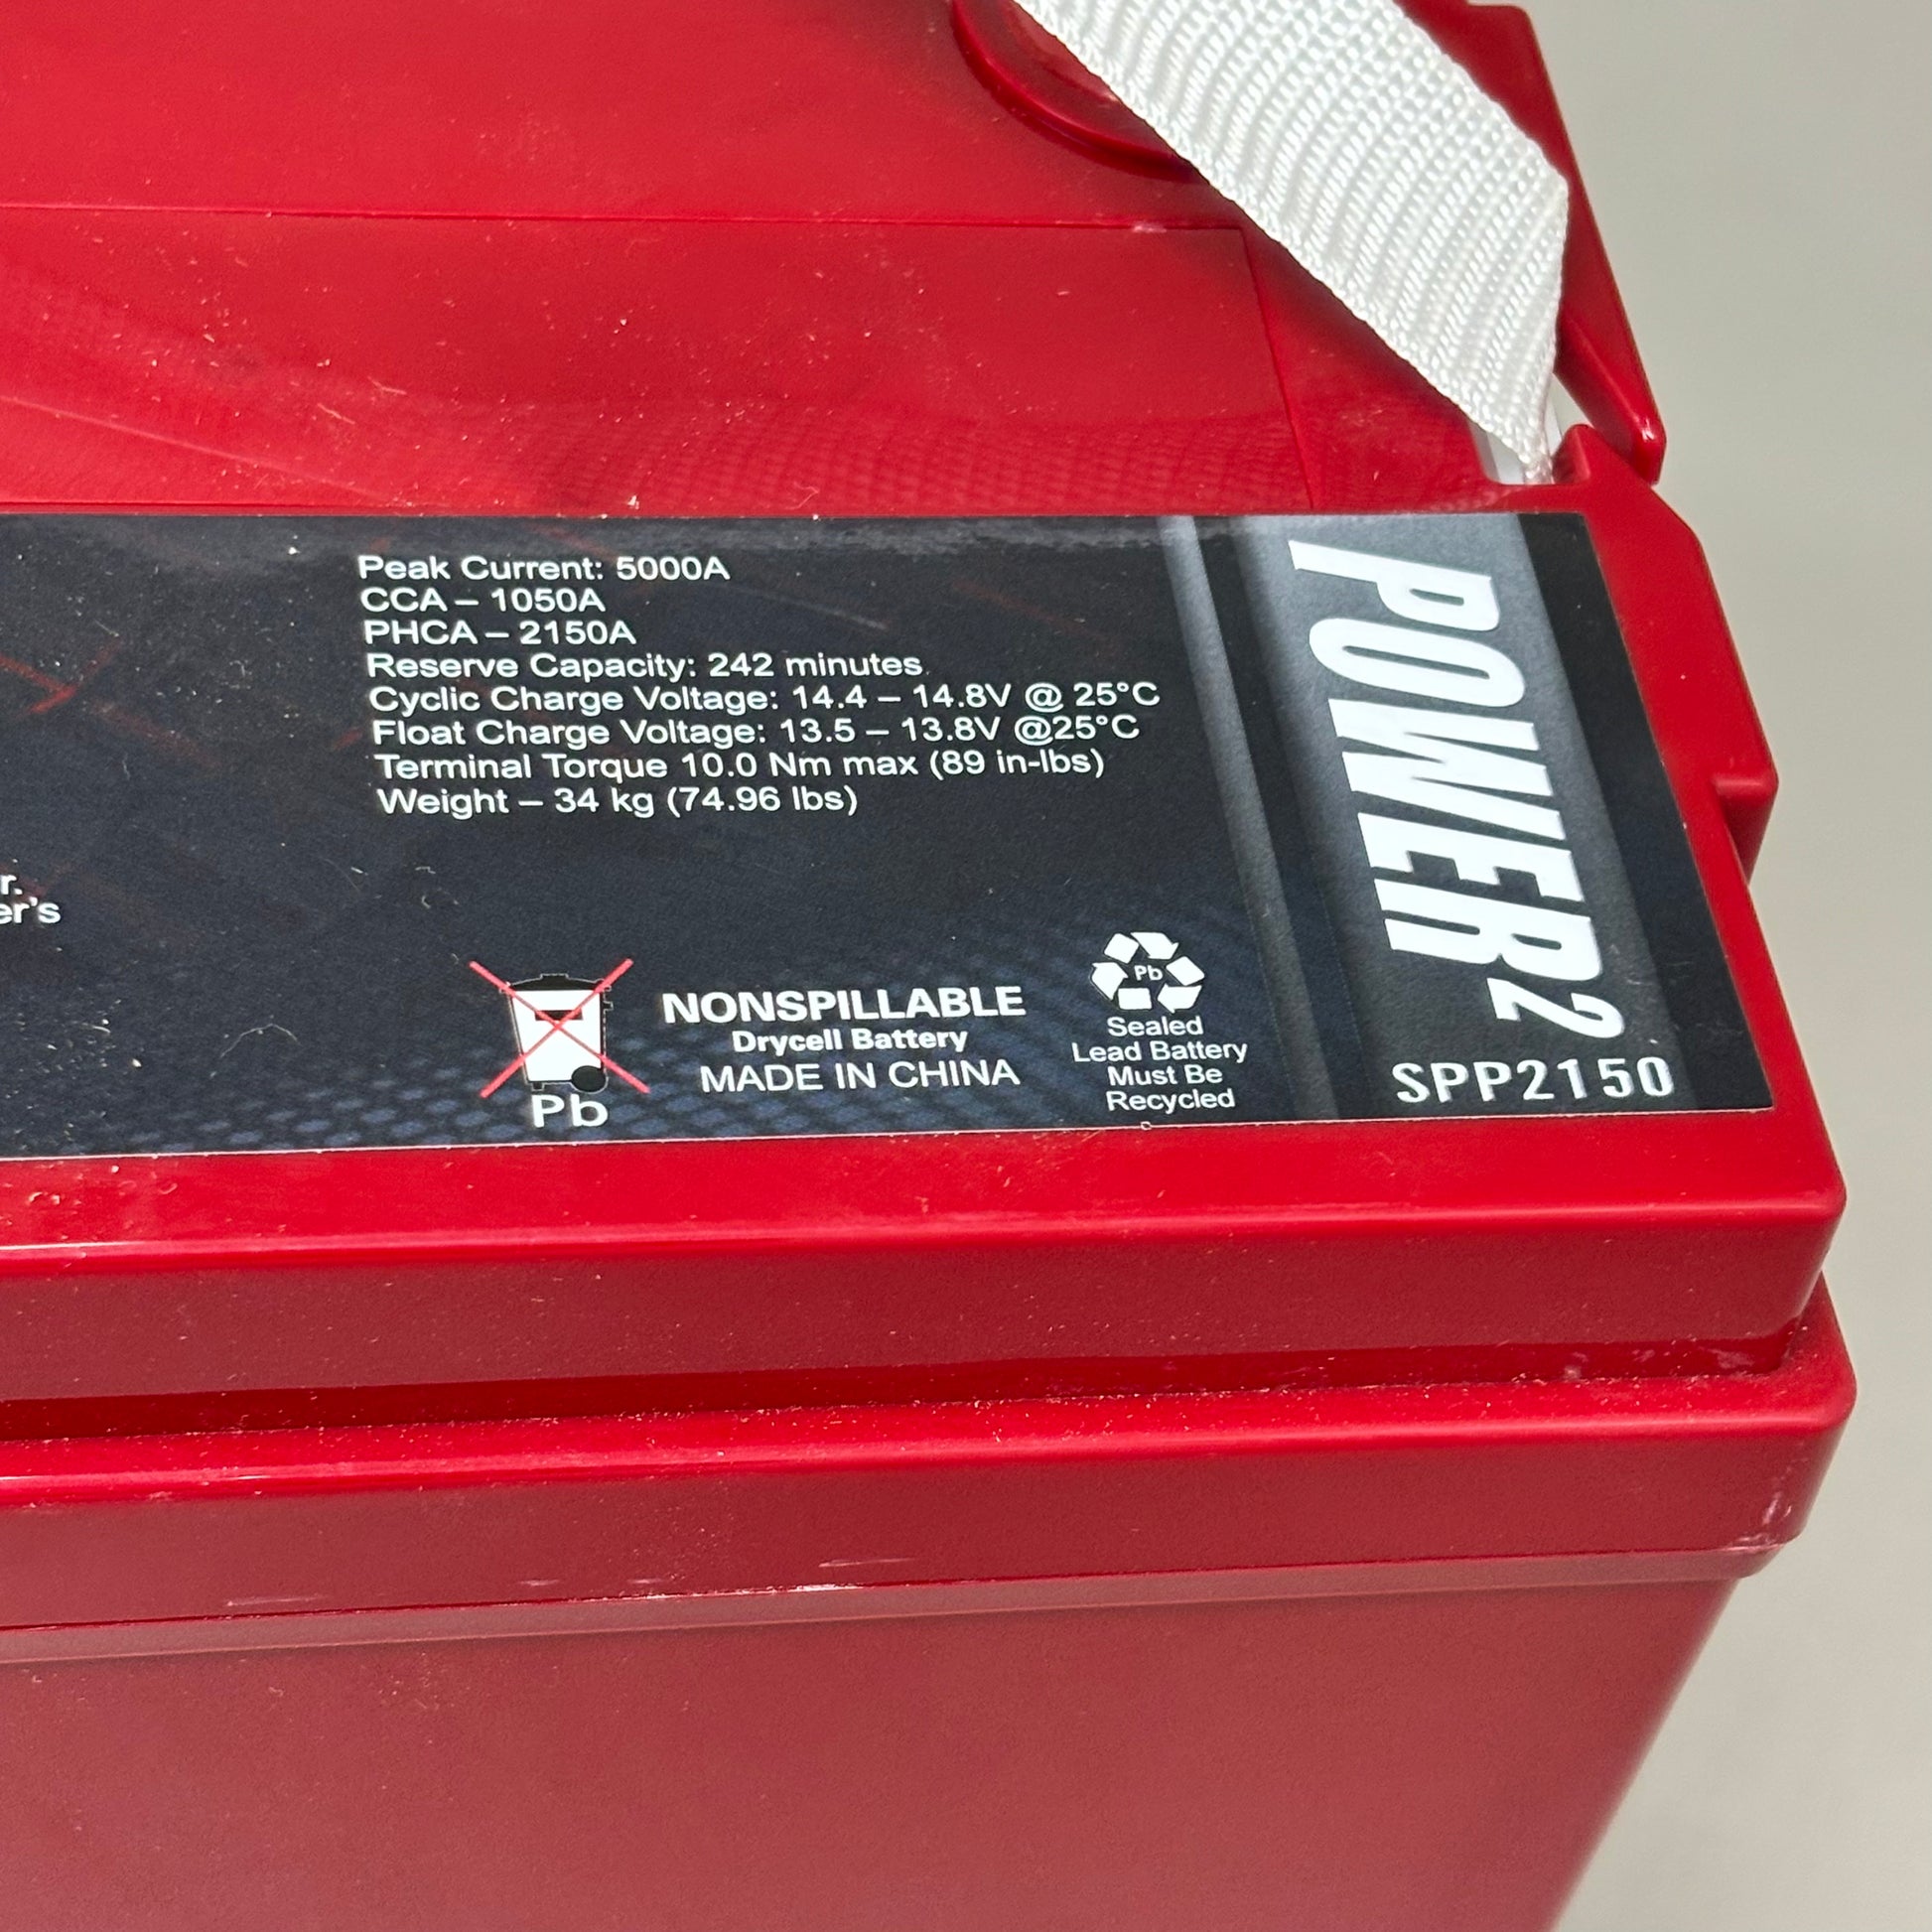 Peak Current: 5000A
CCA – 1050A
PHCA – 2150A
Reserve Capacity: 242 minutes
Cyclic Charge Voltage: 14.4 – 14.8V @ 25°C
Float Charge Voltage: 13.5 – 13.8V @25°C
Terminal Torque 10.0 Nm max (89 in-lbs)
Weight – 34 kg (74.96 lbs)
Pb
NONSPILLABLE
Drycell Battery
MADE IN CHINA
Pb
Sealed
Lead Battery
Must Be
Recycled
POWER2
SPP2150